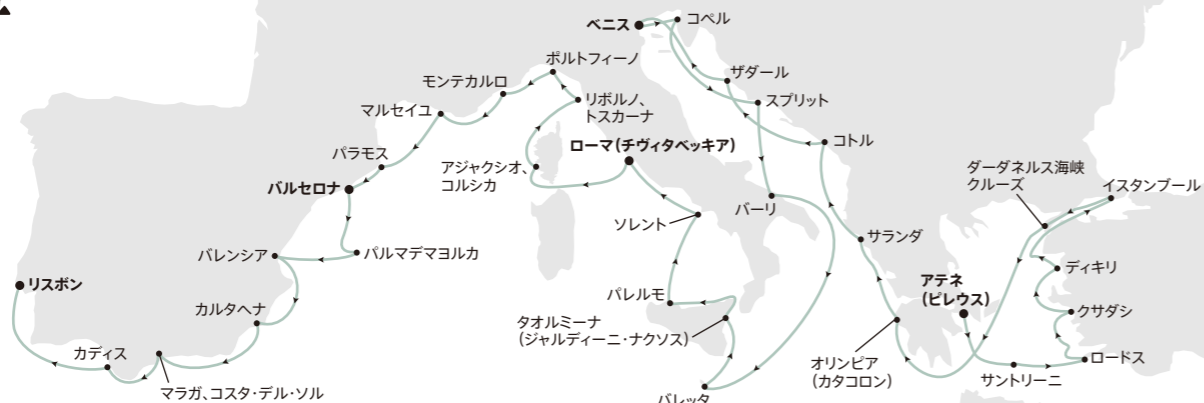 ベニス
コペル
ポルトフィーノ
ザダール
モンテカルロ
スプリット
リボルノ、
トスカーナ
マルセイユ
コトル
ローマ(チヴィタベッキア)
パラモス
アジャクシオ、
コルシカ
ダーダネルス海峡
クルーズ
イスタンブール
バルセロナ
バーリ
ソレント
サランダ
バレンシア
パルマデマヨルカ
ディキリ
リスボン
アテネ
(ピレウス)
パレルモ
カルタヘナ
クサダシ
タオルミーナ
(ジャルディーニ・ナクソス)
カディス
オリンピア
(カタコロン)
ロードス
サントリーニ
マラガ、コスタ・デル・ソル
バレッタ